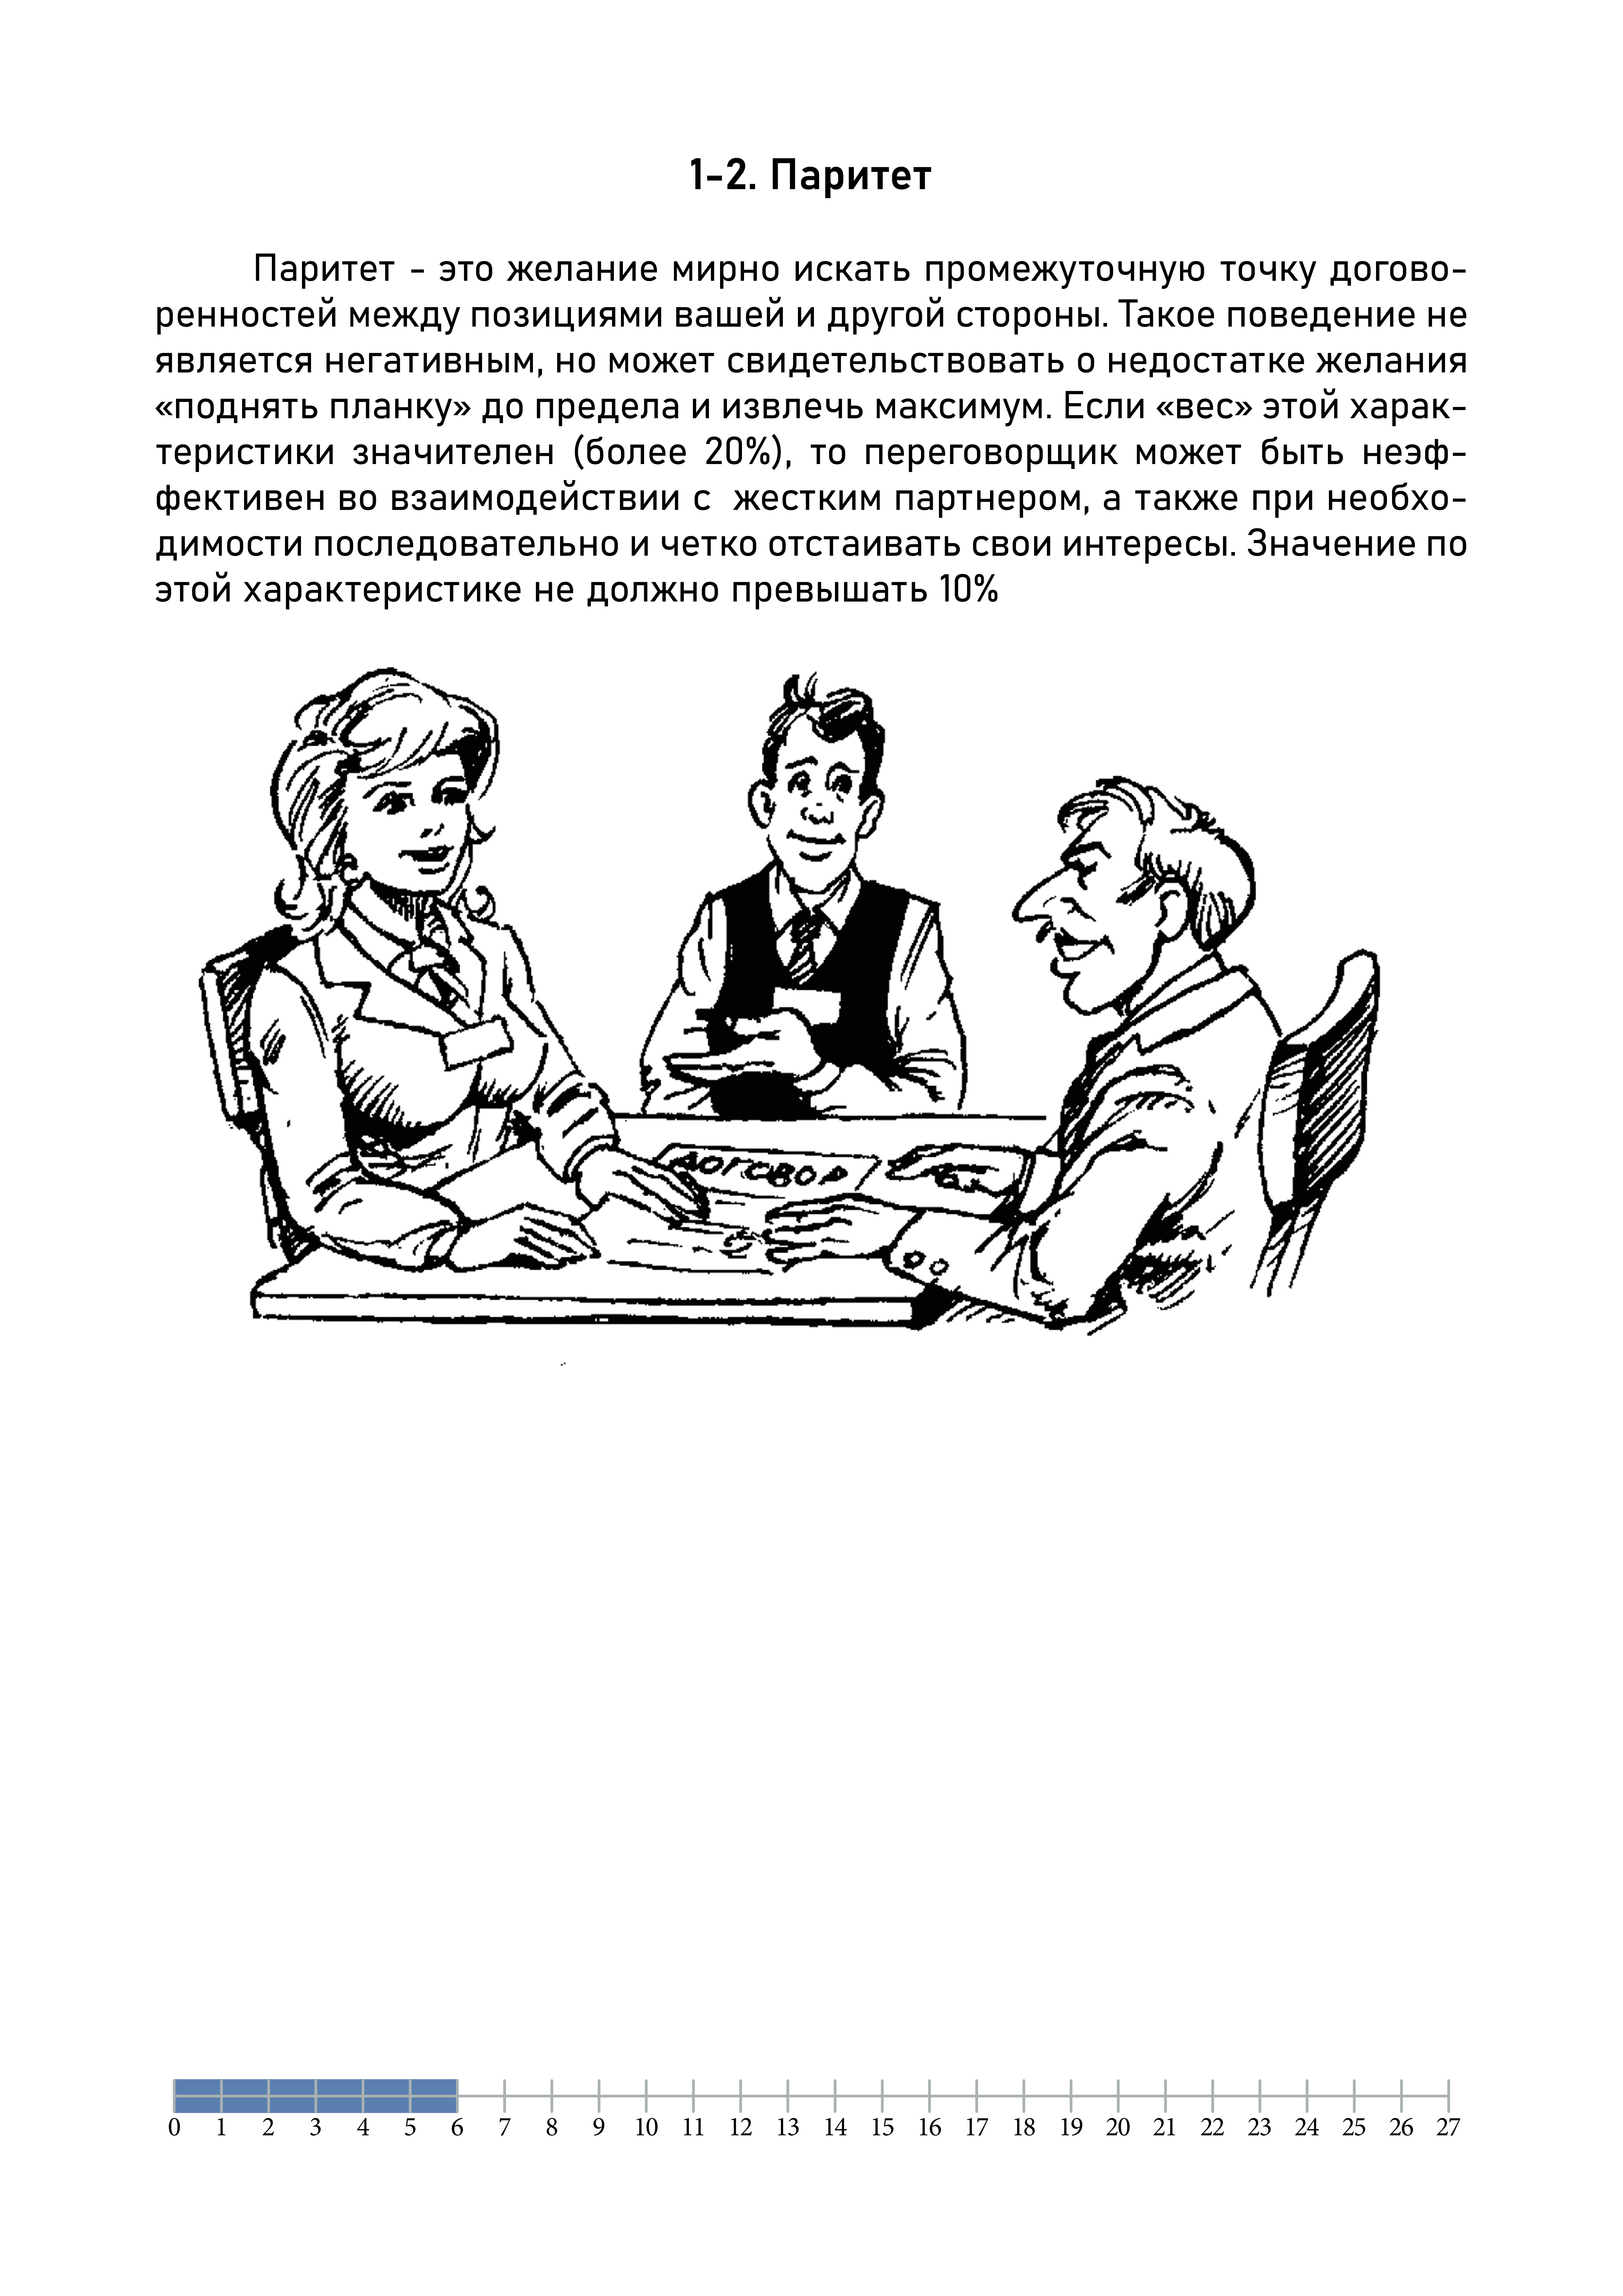 1-2. Паритет
Паритет - это желание мирно искать промежуточную точку догово-
ренностей между позициями вашей и другой стороны. Такое поведение не
является негативным, но может свидетельствовать о недостатке желания
«поднять планку» до предела и извлечь максимум. Если «вес» этой харак-
теристики значителен (более 20%), то переговорщик может быть неэф-
фективен во взаимодействии с  жестким партнером, а также при необхо-
димости последовательно и четко отстаивать свои интересы. Значение по
этой характеристике не должно превышать 10%
ДОГОВОР
0 1 2 3 4 5 6 7 8 9 10 11 12 13 14 15 16 17 18 19 20 21 22 23 24 25 26 27